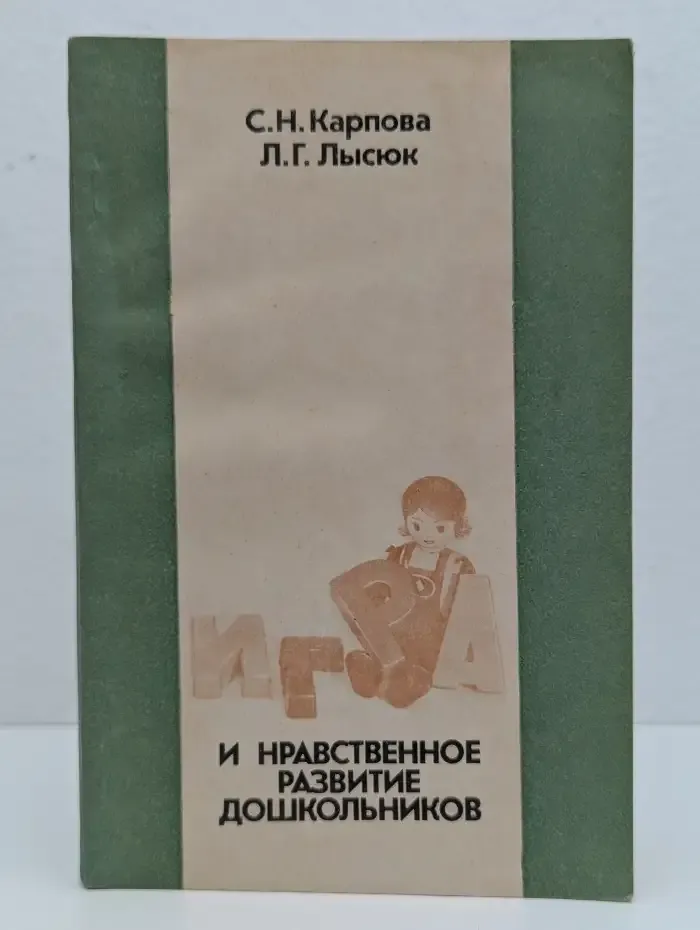 С.Н. Карпова
Л.Г. Лысюк
ИГРА
И НРАВСТВЕННОЕ
РАЗВИТИЕ
ДОШКОЛЬНИКОВ